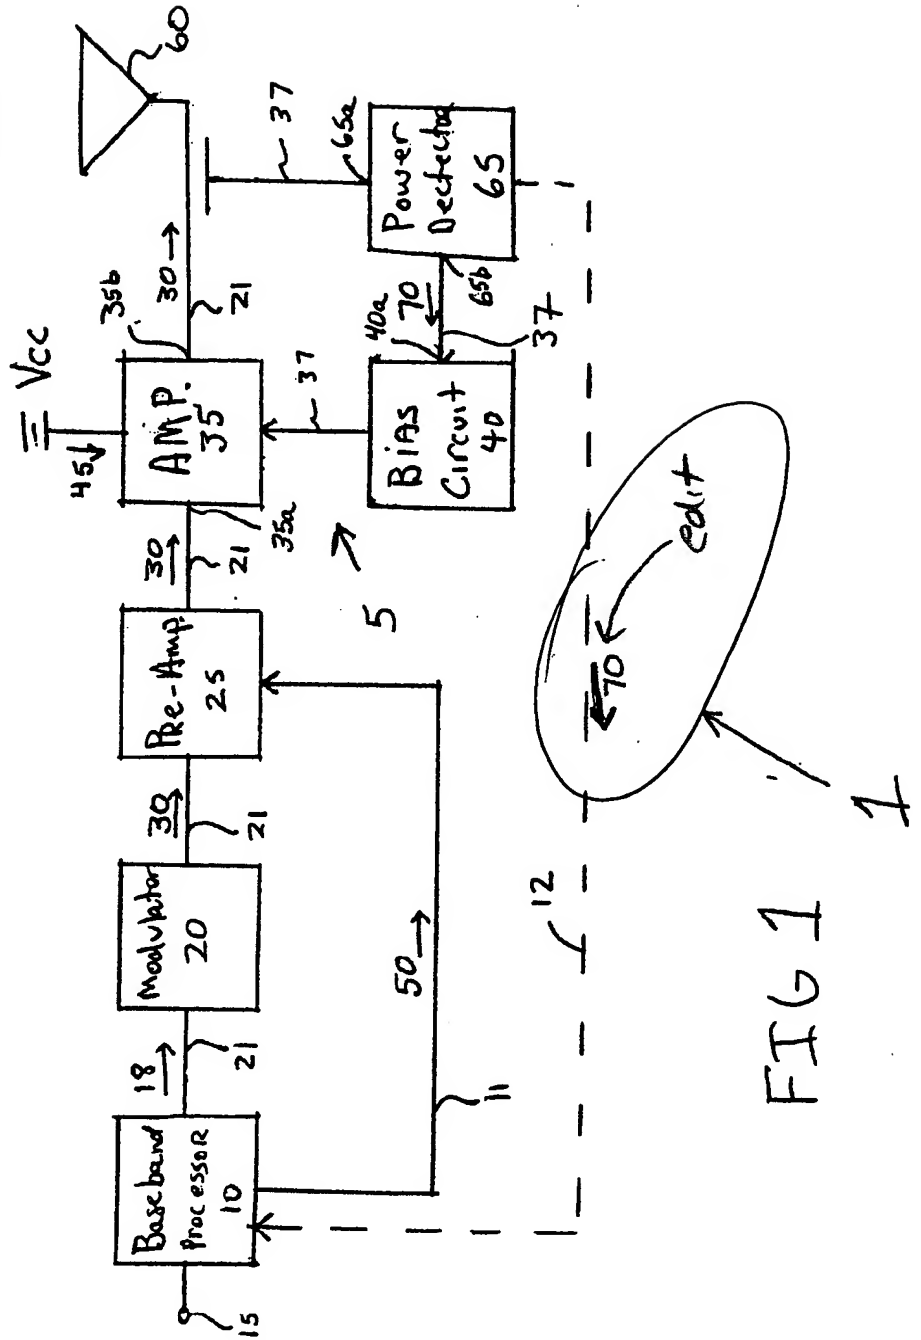 15
Baseband
Processor
10
18
21
Modulator
20
30
21
Pre-Amp.
25
30
21
35a
45
Vcc
AMP.
35
35b
30
21
60
50
11
5
37
Bias
Circuit
40
40a
70
37
65b
Power
Dectector
65
65a
37
12
70
edit
1
FIG 1